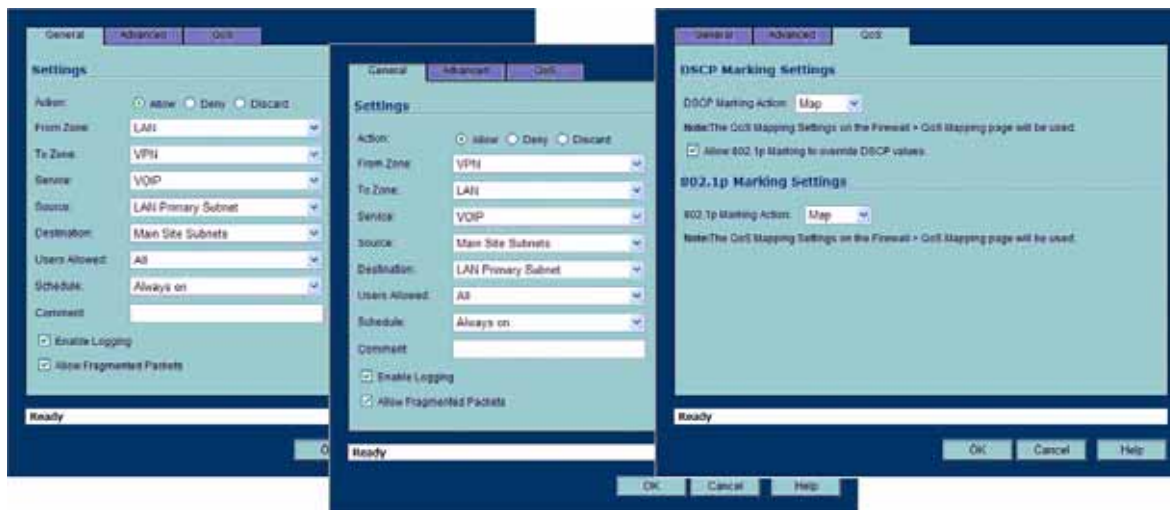 General Advanced QoS
Settings
Action: Allow Deny Discard
From Zone: LAN
To Zone: VPN
Service: VOIP
Source: LAN Primary Subnet
Destination: Main Site Subnets
Users Allowed: All
Schedule: Always on
Comment:
Enable Logging
Allow Fragmented Packets
Ready
General Advanced QoS
Settings
Action: Allow Deny Discard
From Zone: VPN
To Zone: LAN
Service: VOIP
Source: Main Site Subnets
Destination: LAN Primary Subnet
Users Allowed: All
Schedule: Always on
Comment:
Enable Logging
Allow Fragmented Packets
Ready
OK Cancel Help
General Advanced QoS
DSCP Marking Settings
DSCP Marking Action: Map
Note:The QoS Mapping Settings on the Firewall > QoS Mapping page will be used.
Allow 802.1p Marking to override DSCP values.
802.1p Marking Settings
802.1p Marking Action: Map
Note:The QoS Mapping Settings on the Firewall > QoS Mapping page will be used.
Ready
OK Cancel Help